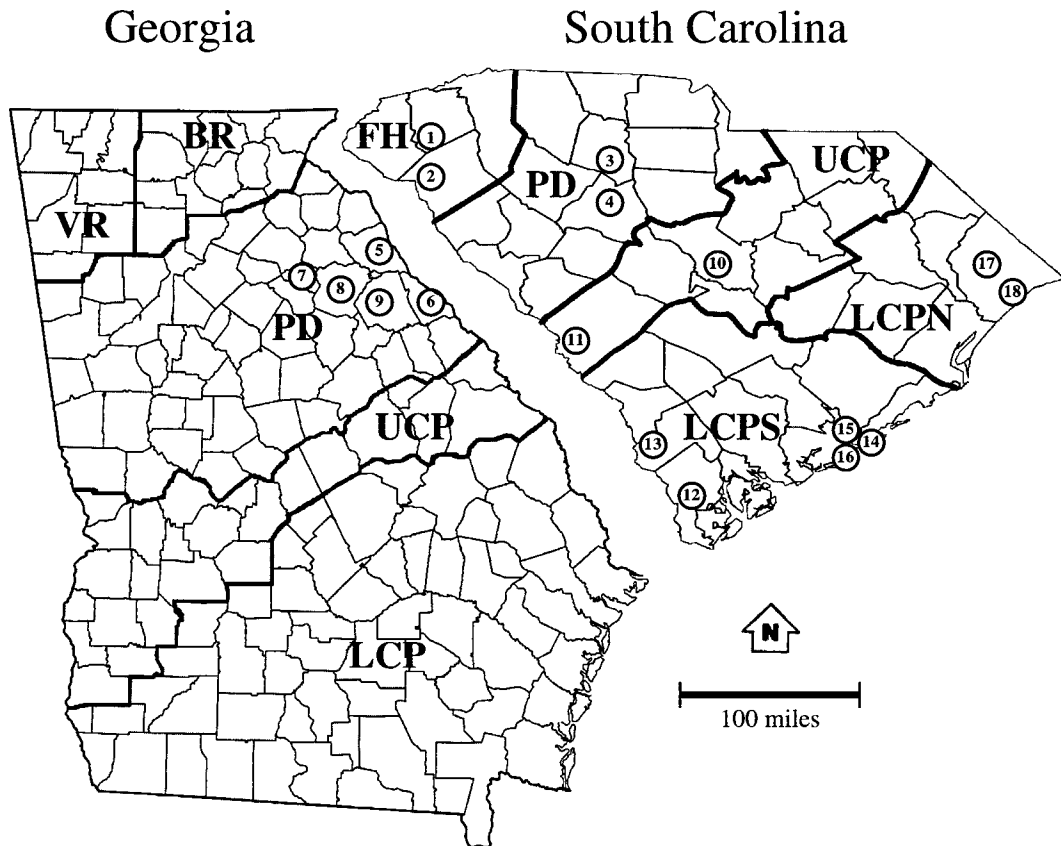 Georgia
South Carolina
BR
FH
1
UCP
2
PD
3
4
VR
5
7
8
9
6
10
17
18
PD
11
LCPN
UCP
13
LCPS
15
14
16
12
LCP
N
100 miles